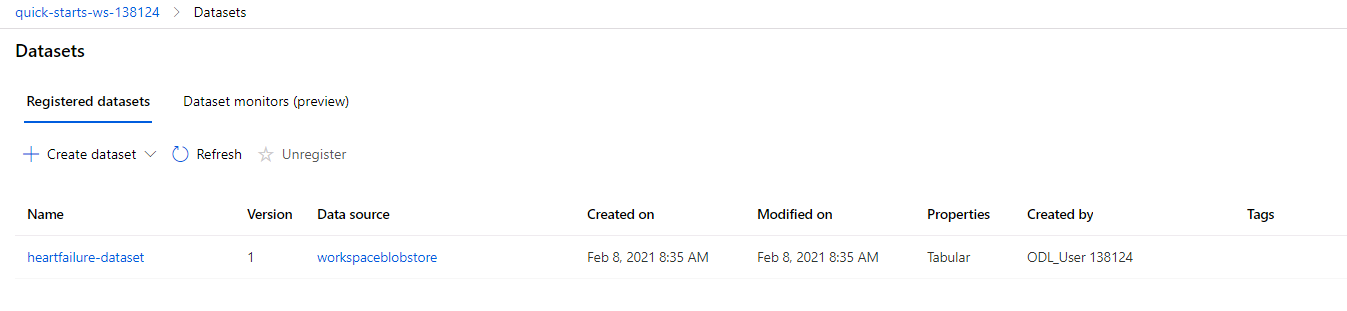 quick-starts-ws-138124 > Datasets
Datasets
Registered datasets Dataset monitors (preview)
Create dataset Refresh Unregister
Name Version Data source Created on Modified on Properties Created by Tags
heartfailure-dataset 1 workspaceblobstore Feb 8, 2021 8:35 AM Feb 8, 2021 8:35 AM Tabular ODL_User 138124